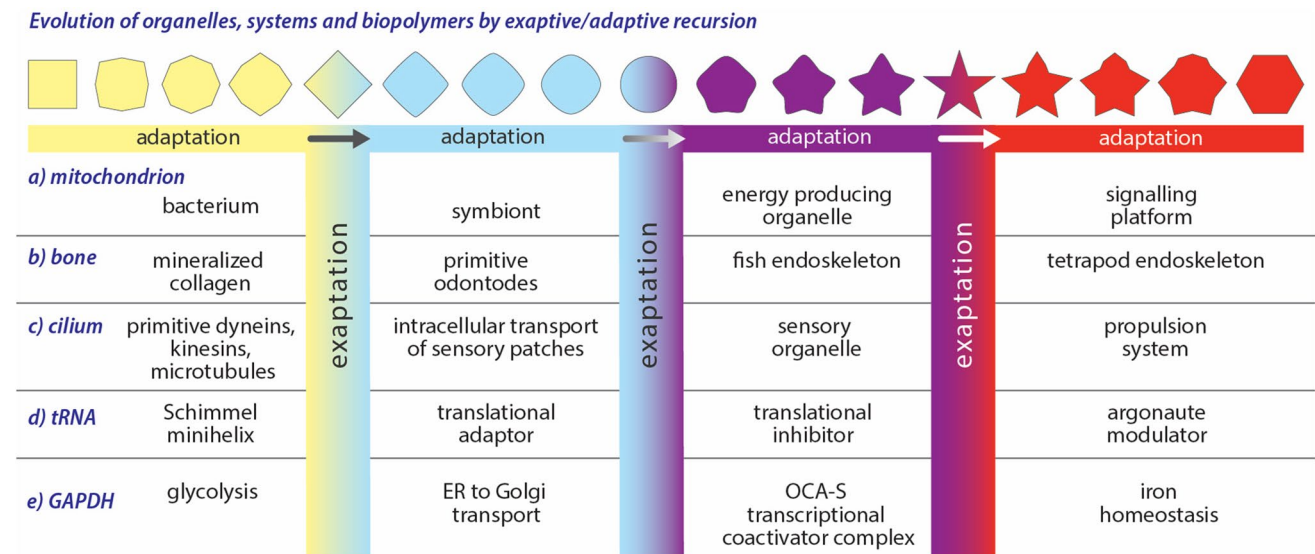 Evolution of organelles, systems and biopolymers by exaptive/adaptive recursion
adaptation
adaptation
adaptation
adaptation
exaptation
exaptation
exaptation
a) mitochondrion
bacterium
symbiont
energy producing
organelle
signalling
platform
b) bone
mineralized
collagen
primitive
odontodes
fish endoskeleton
tetrapod endoskeleton
c) cilium
primitive dyneins,
kinesins,
microtubules
intracellular transport
of sensory patches
sensory
organelle
propulsion
system
d) tRNA
Schimmel
minihelix
translational
adaptor
translational
inhibitor
argonaute
modulator
e) GAPDH
glycolysis
ER to Golgi
transport
OCA-S
transcriptional
coactivator complex
iron
homeostasis